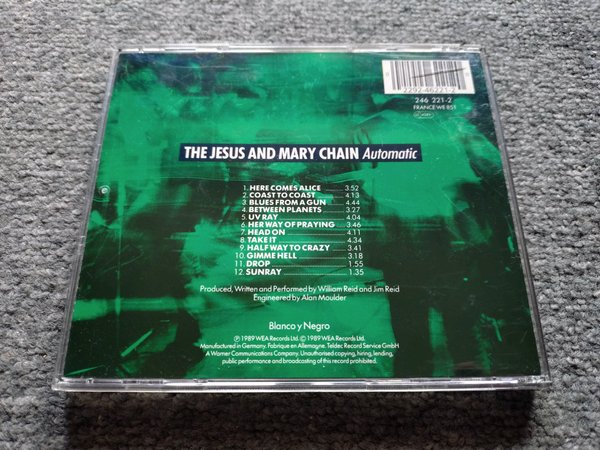 246 221-2
FRANCE: WE 851
THE JESUS AND MARY CHAIN Automatic
1. HERE COMES ALICE 3.52
2. COAST TO COAST 4.13
3. BLUES FROM A GUN 4.44
4. BETWEEN PLANETS 3.27
5. UV RAY 4.04
6. HER WAY OF PRAYING 3.46
7. HEAD ON 4.11
8. TAKE IT 4.34
9. HALF WAY TO CRAZY 3.41
10. GIMME HELL 3.18
11. DROP 1.55
12. SUNRAY 1.35
Produced, Written and Performed by William Reid and Jim Reid
Engineered by Alan Moulder
Blanco y Negro
℗ 1989 WEA Records Ltd. © 1989 WEA Records Ltd.
Manufactured in Germany. Fabriqué en Allemagne. Teldec Record Service GmbH
A Warner Communications Company. Unauthorised copying, hiring, lending,
public performance and broadcasting of this record prohibited.